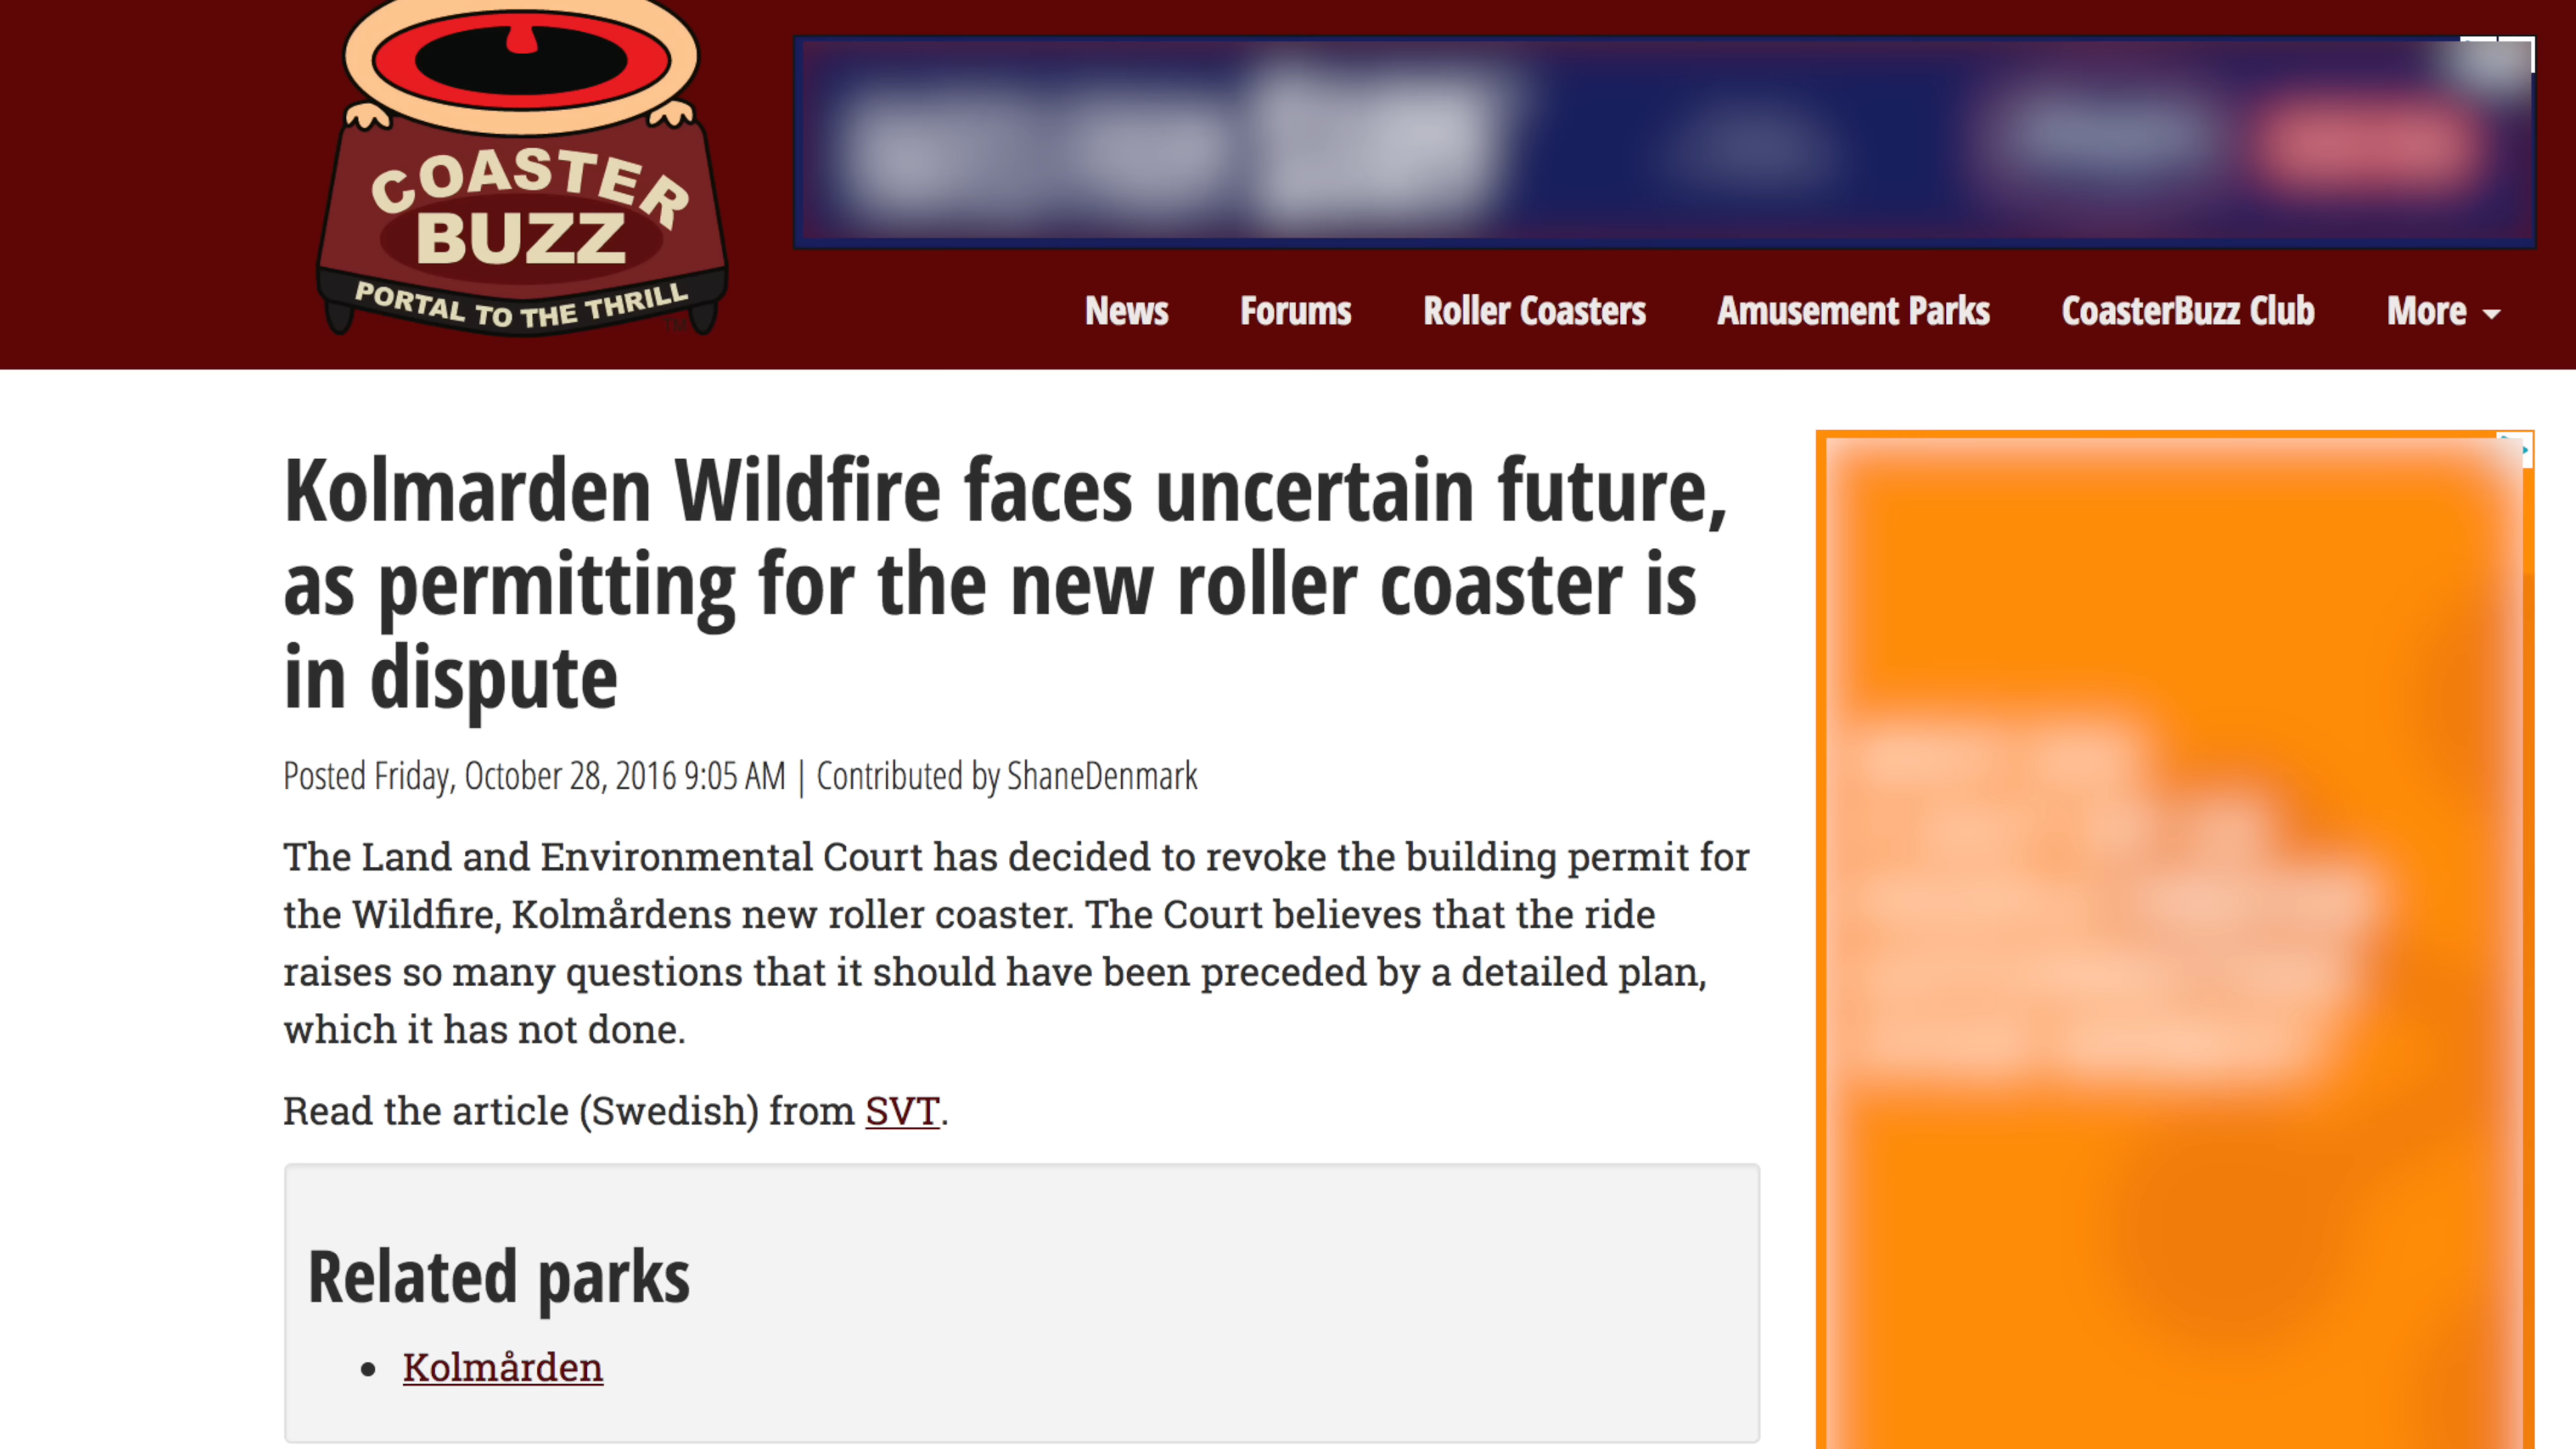 COASTER
BUZZ
PORTAL TO THE THRILL
TM
News Forums Roller Coasters Amusement Parks CoasterBuzz Club More
Kolmarden Wildfire faces uncertain future,
as permitting for the new roller coaster is
in dispute
Posted Friday, October 28, 2016 9:05 AM | Contributed by ShaneDenmark
The Land and Environmental Court has decided to revoke the building permit for
the Wildfire, Kolmårdens new roller coaster. The Court believes that the ride
raises so many questions that it should have been preceded by a detailed plan,
which it has not done.
Read the article (Swedish) from SVT.
Related parks
• Kolmården